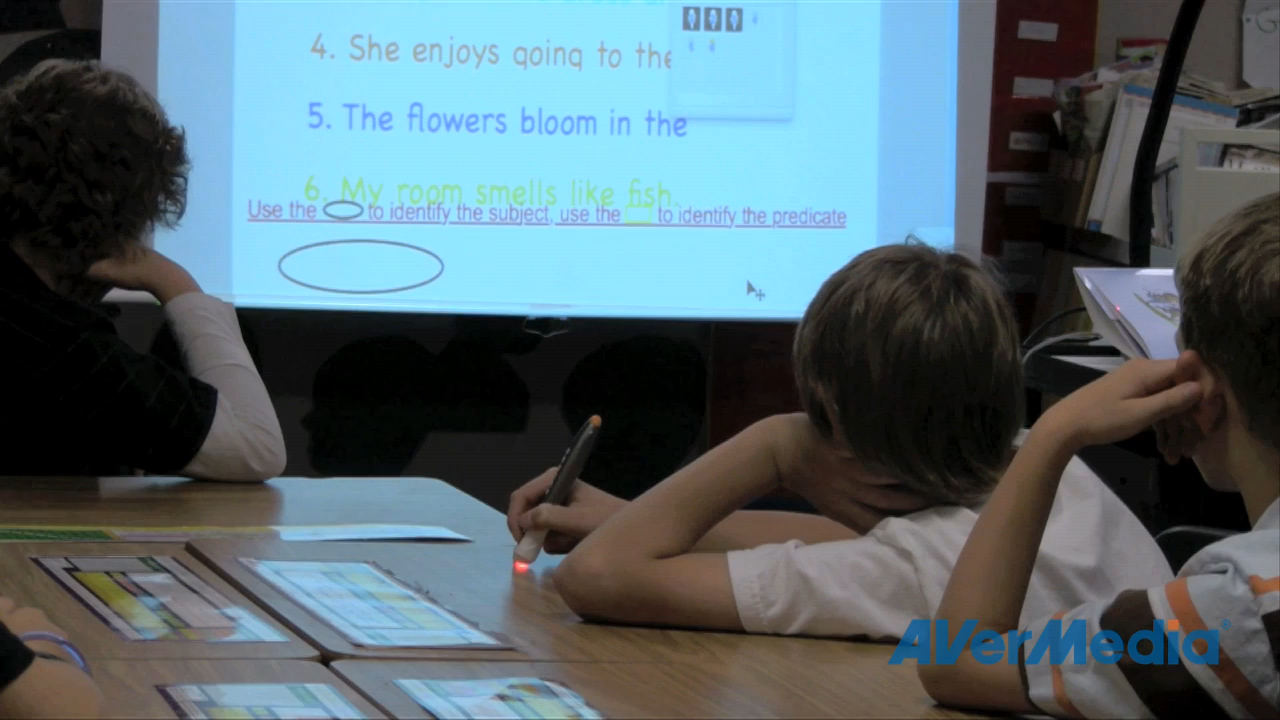 4. She enjoys going to the
5. The flowers bloom in the
6. My room smells like fish.
Use the to identify the subject, use the to identify the predicate
AVerMedia®